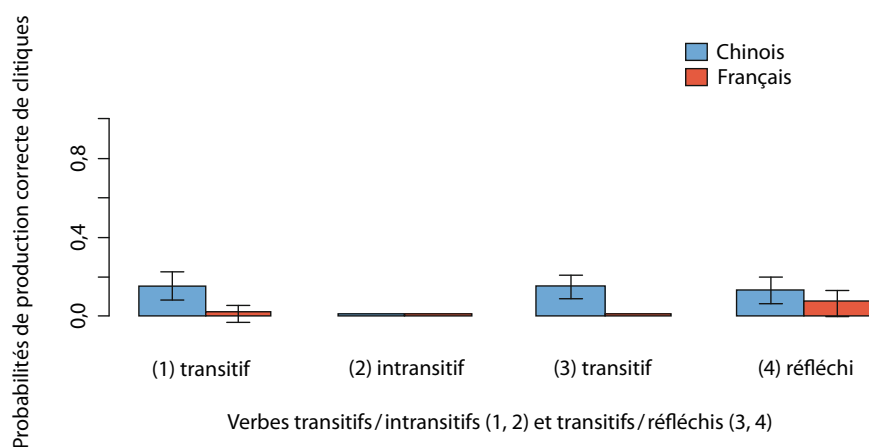 Probabilités de production correcte de clitiques
Chinois
Français
0,8
0,4
0,0
(1) transitif
(2) intransitif
(3) transitif
(4) réfléchi
Verbes transitifs/intransitifs (1, 2) et transitifs/réfléchis (3, 4)